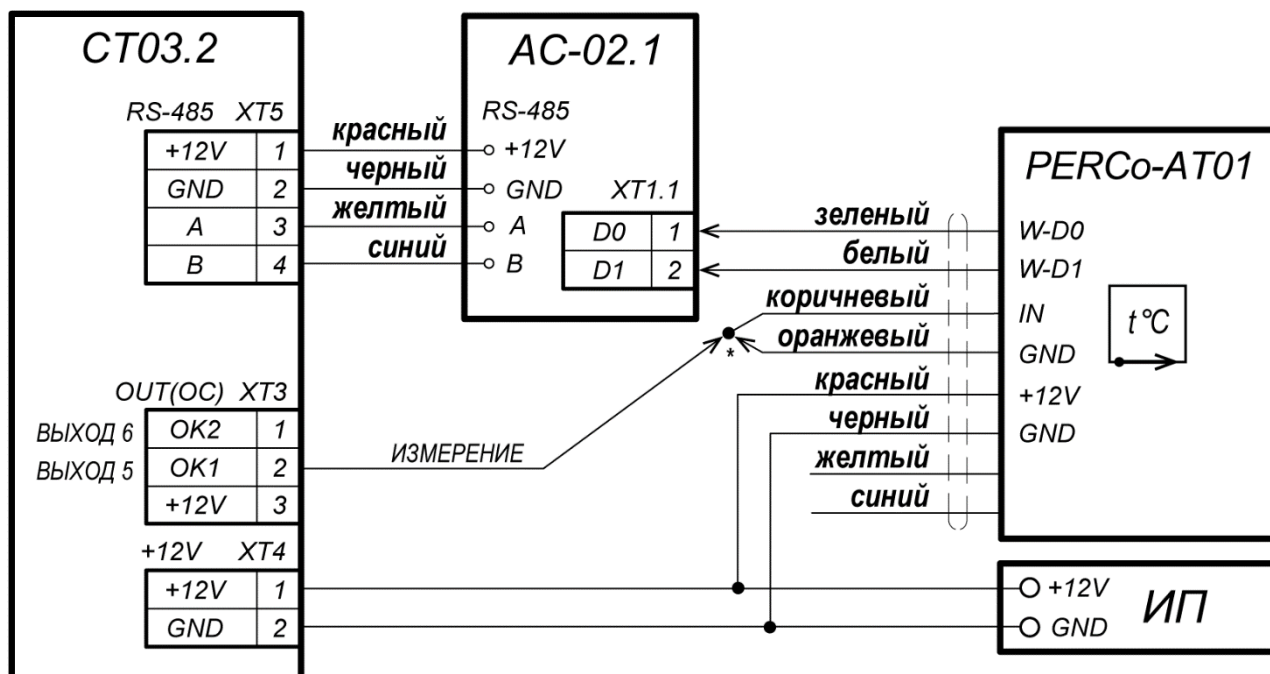 СТ03.2
RS-485 XT5
+12V 1
GND 2
A 3
B 4
красный
черный
желтый
синий
AC-02.1
RS-485
+12V
GND
A
B
XT1.1
D0 1
D1 2
зеленый
белый
коричневый
оранжевый
*
красный
черный
желтый
синий
PERCo-AT01
W-D0
W-D1
IN
GND
+12V
GND
t°C
OUT(OC) XT3
ВЫХОД 6 OK2 1
ВЫХОД 5 OK1 2
+12V 3
ИЗМЕРЕНИЕ
+12V XT4
+12V 1
GND 2
+12V
GND
ИП